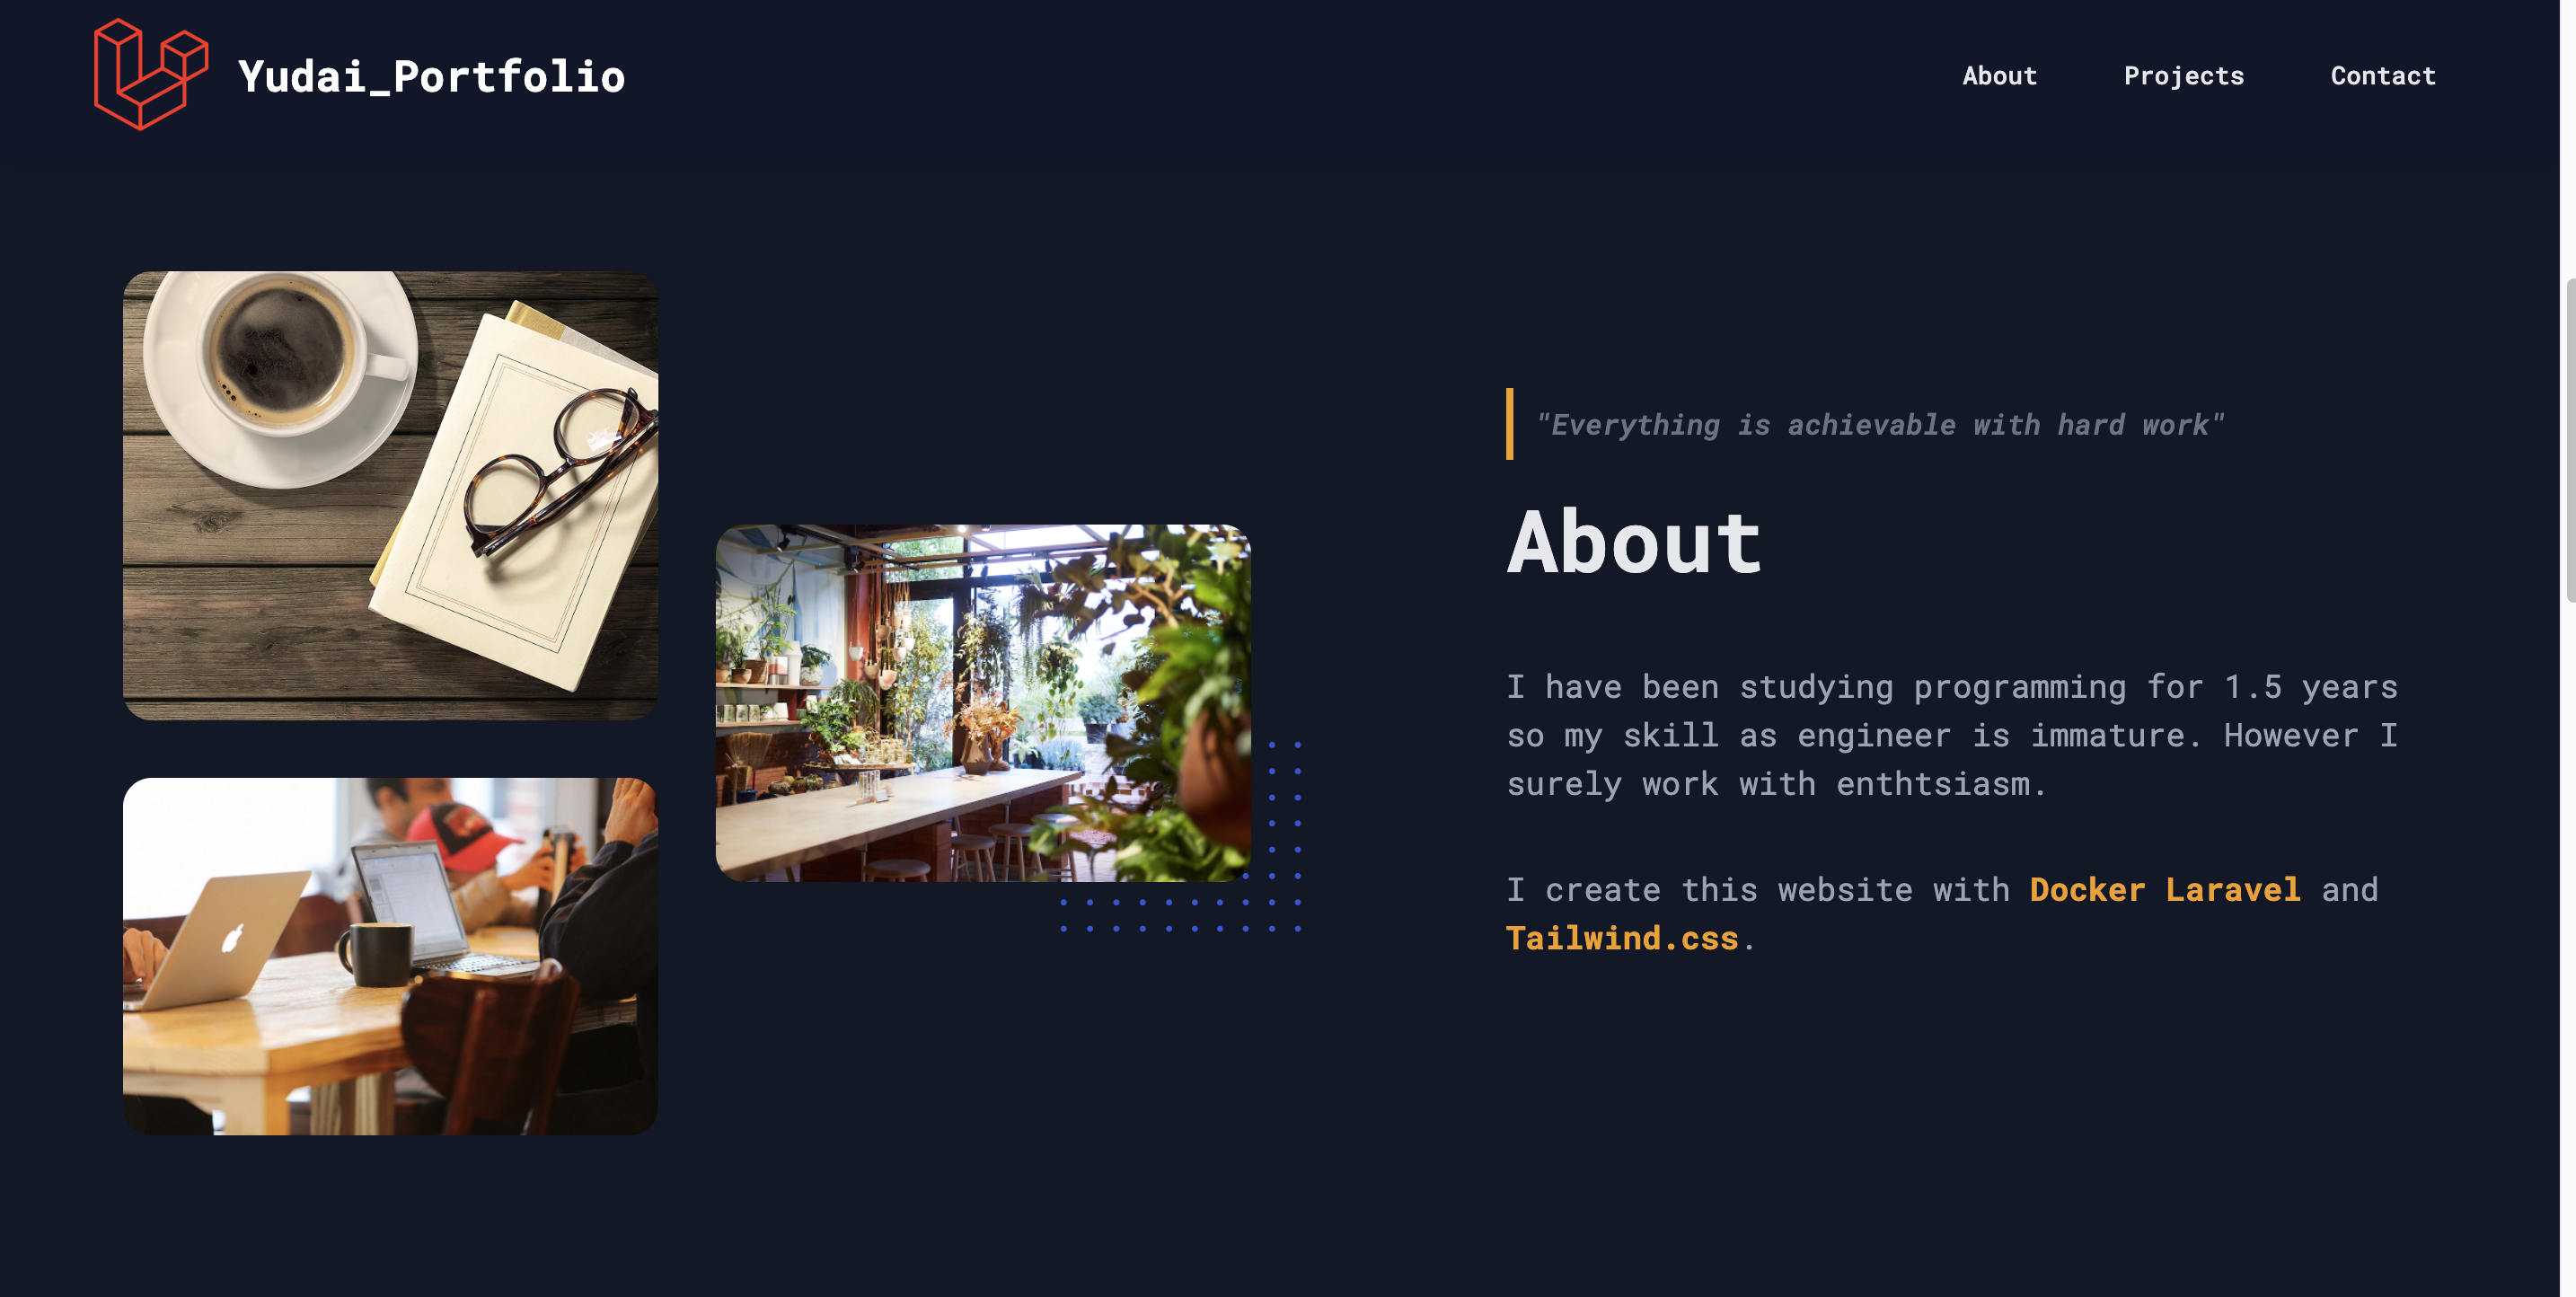 Yudai_Portfolio
About
Projects
Contact
"Everything is achievable with hard work"
About
I have been studying programming for 1.5 years
so my skill as engineer is immature. However I
surely work with enthtsiasm.
I create this website with Docker Laravel and
Tailwind.css.